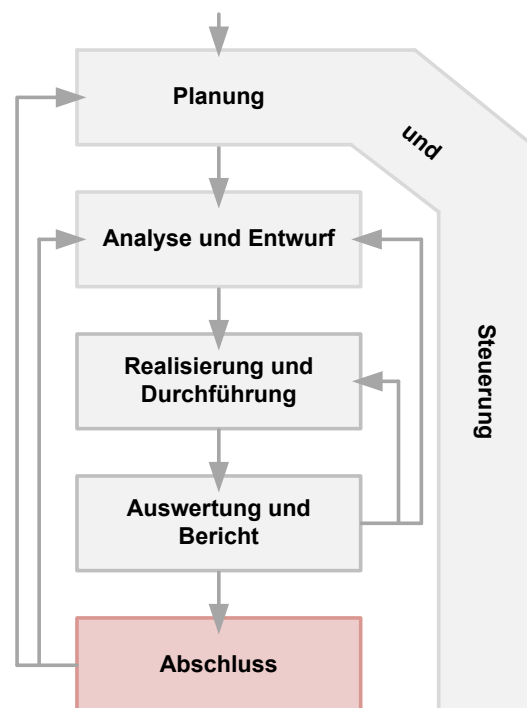 Planung
und
Steuerung
Analyse und Entwurf
Realisierung und
Durchführung
Auswertung und
Bericht
Abschluss